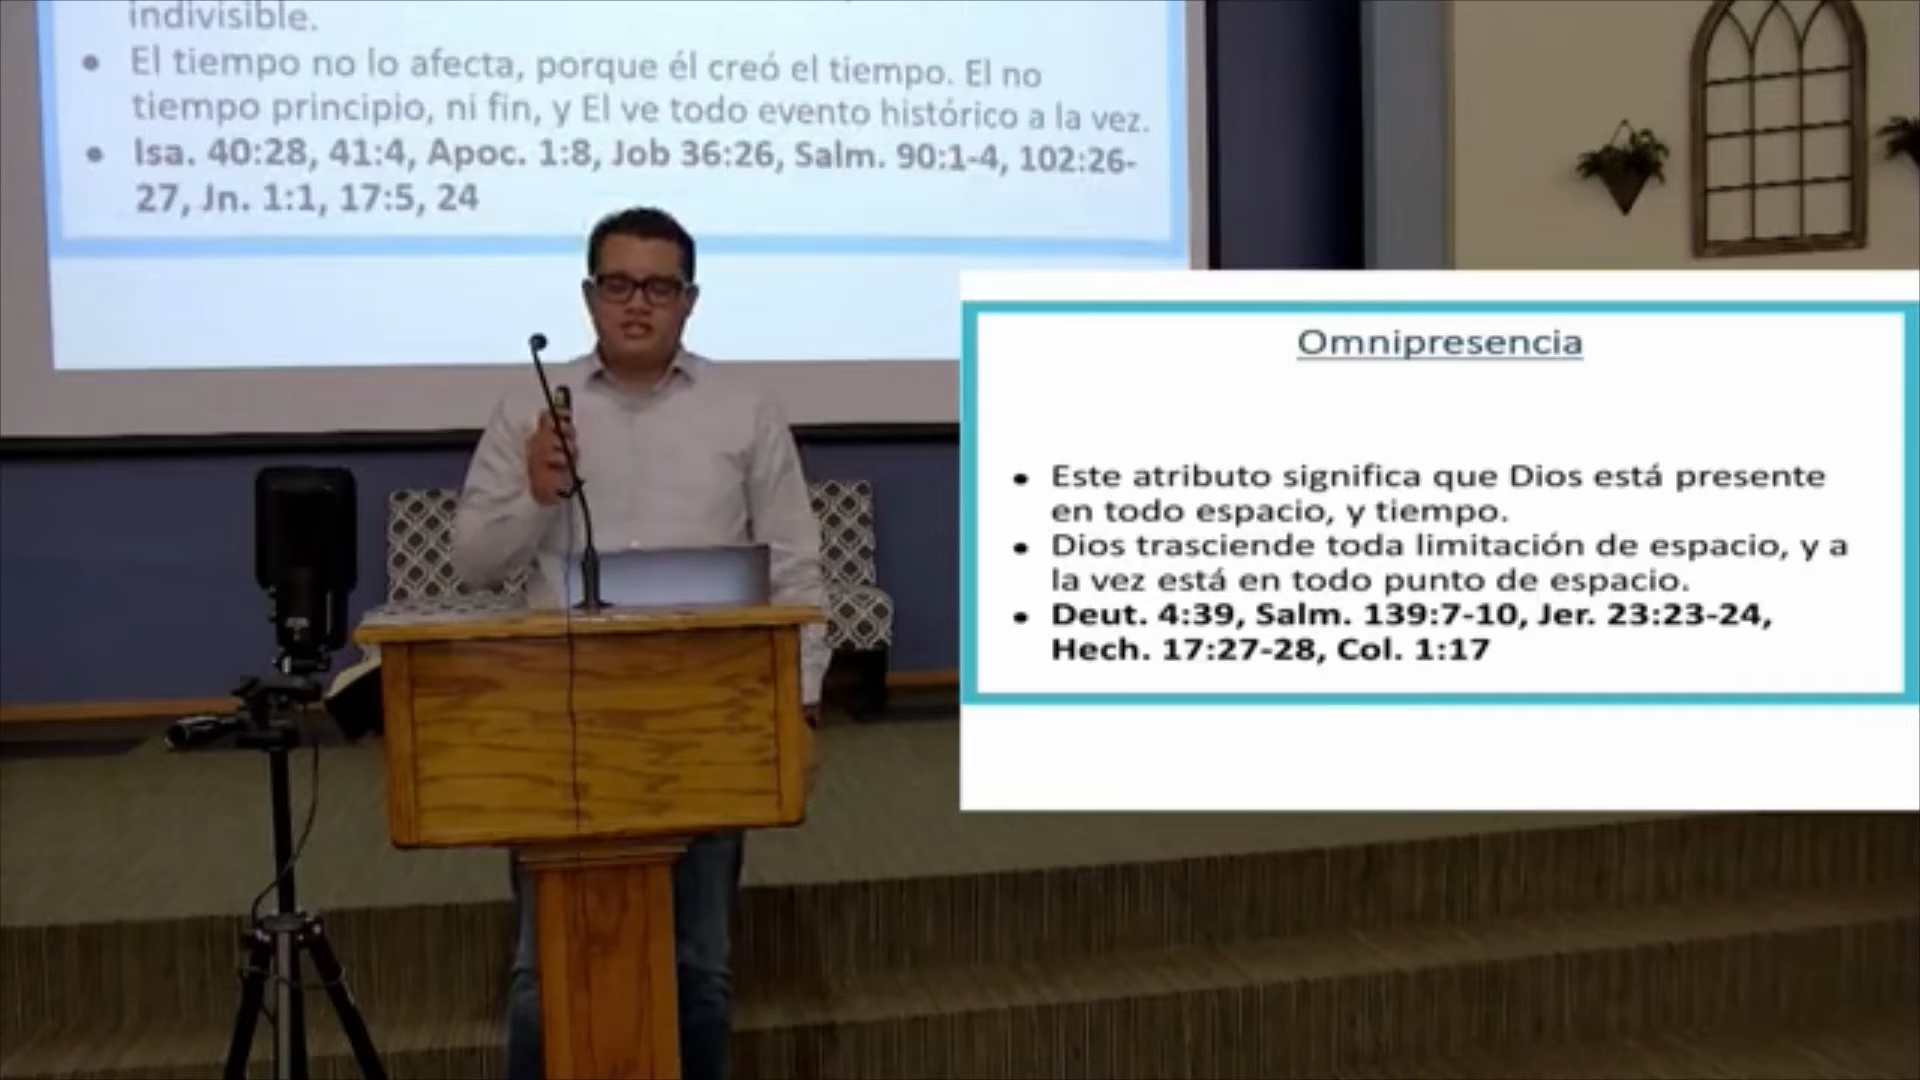 indivisible.
• El tiempo no lo afecta, porque él creó el tiempo. El no
tiempo principio, ni fin, y El ve todo evento histórico a la vez.
• Isa. 40:28, 41:4, Apoc. 1:8, Job 36:26, Salm. 90:1-4, 102:26-
27, Jn. 1:1, 17:5, 24
Omnipresencia
• Este atributo significa que Dios está presente
en todo espacio, y tiempo.
• Dios trasciende toda limitación de espacio, y a
la vez está en todo punto de espacio.
• Deut. 4:39, Salm. 139:7-10, Jer. 23:23-24,
Hech. 17:27-28, Col. 1:17